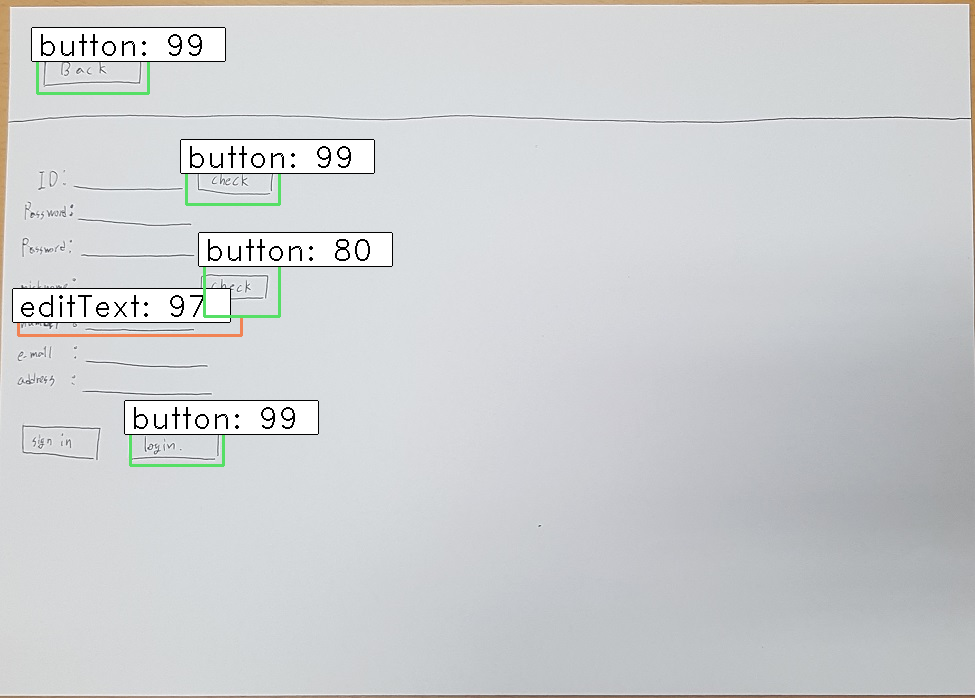 button: 99
Back
button: 99
ID:
check
Password:
Password:
button: 80
nickname:
check
editText: 97
number :
e-mail :
address :
button: 99
sign in
login.